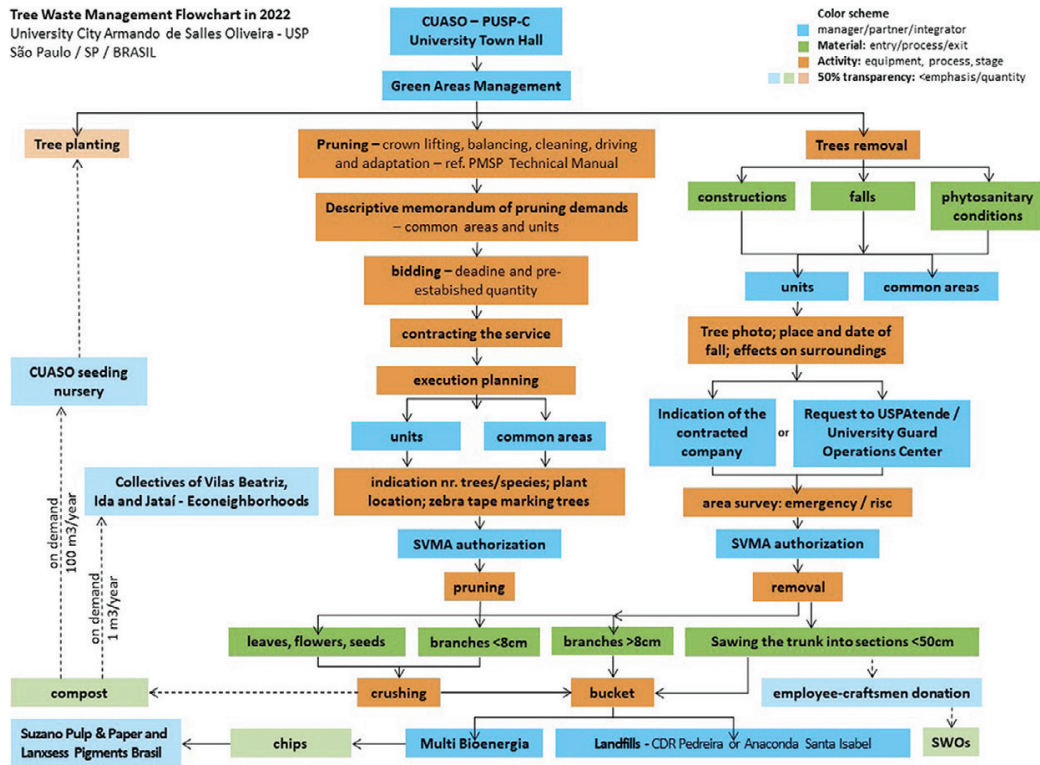 Tree Waste Management Flowchart in 2022
University City Armando de Salles Oliveira - USP
São Paulo / SP / BRASIL
CUASO – PUSP-C
University Town Hall
Color scheme
manager/partner/integrator
Material: entry/process/exit
Activity: equipment, process, stage
50% transparency: <emphasis/quantity
Green Areas Management
Tree planting
Pruning – crown lifting, balancing, cleaning, driving
and adaptation – ref. PMSP Technical Manual
Trees removal
constructions
falls
phytosanitary
conditions
Descriptive memorandum of pruning demands
– common areas and units
bidding – deadine and pre-
estabished quantity
units
common areas
contracting the service
Tree photo; place and date of
fall; effects on surroundings
CUASO seeding
nursery
execution planning
units
common areas
Indication of the
contracted
company
or
Request to USPAtende /
University Guard
Operations Center
Collectives of Vilas Beatriz,
Ida and Jataí - Econeighborhoods
indication nr. trees/species; plant
location; zebra tape marking trees
area survey: emergency / risc
on demand
100 m3/year
on demand
1 m3/year
SVMA authorization
SVMA authorization
pruning
removal
leaves, flowers, seeds
branches <8cm
branches >8cm
Sawing the trunk into sections <50cm
compost
crushing
bucket
employee-craftsmen donation
Suzano Pulp & Paper and
Lanxsess Pigments Brasil
chips
Multi Bioenergia
Landfills - CDR Pedreira or Anaconda Santa Isabel
SWOs